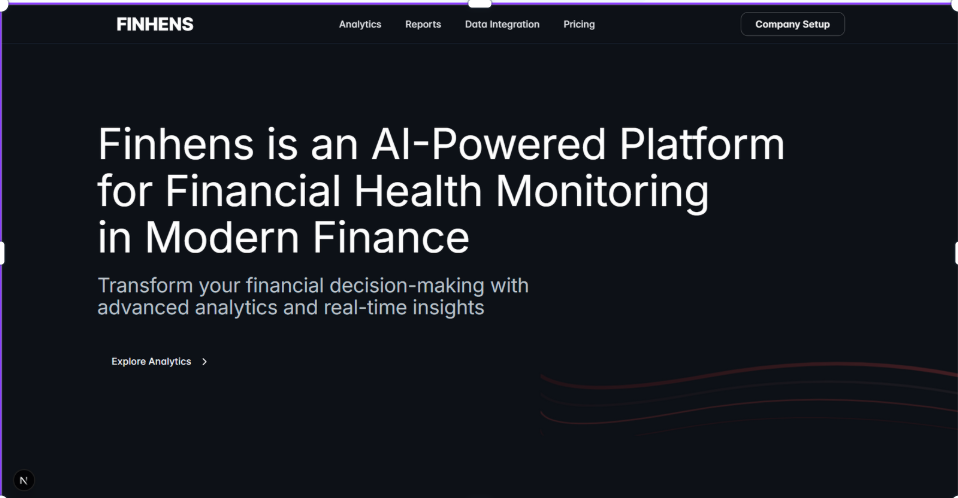 FINHENS
Analytics Reports Data Integration Pricing
Company Setup
Finhens is an AI-Powered Platform
for Financial Health Monitoring
in Modern Finance
Transform your financial decision-making with
advanced analytics and real-time insights
Explore Analytics
N